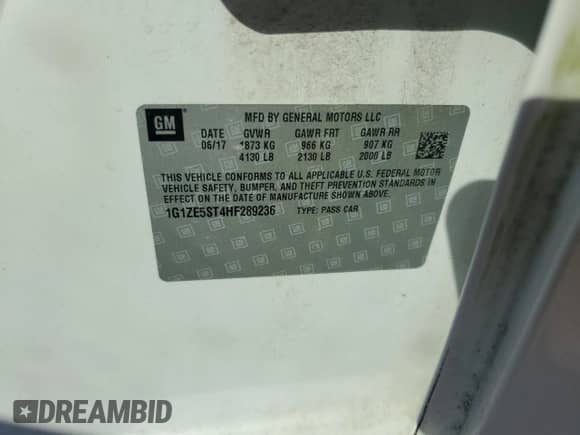 GM
MFD BY GENERAL MOTORS LLC
DATE GVWR GAWR FRT GAWR RR
06/17 1873 KG 966 KG 907 KG
4130 LB 2130 LB 2000 LB
THIS VEHICLE CONFORMS TO ALL APPLICABLE U.S. FEDERAL MOTOR
VEHICLE SAFETY, BUMPER, AND THEFT PREVENTION STANDARDS IN
EFFECT ON THE DATE OF MANUFACTURE SHOWN ABOVE.
1G1ZE5ST4HF289236 TYPE: PASS CAR
DREAMBID